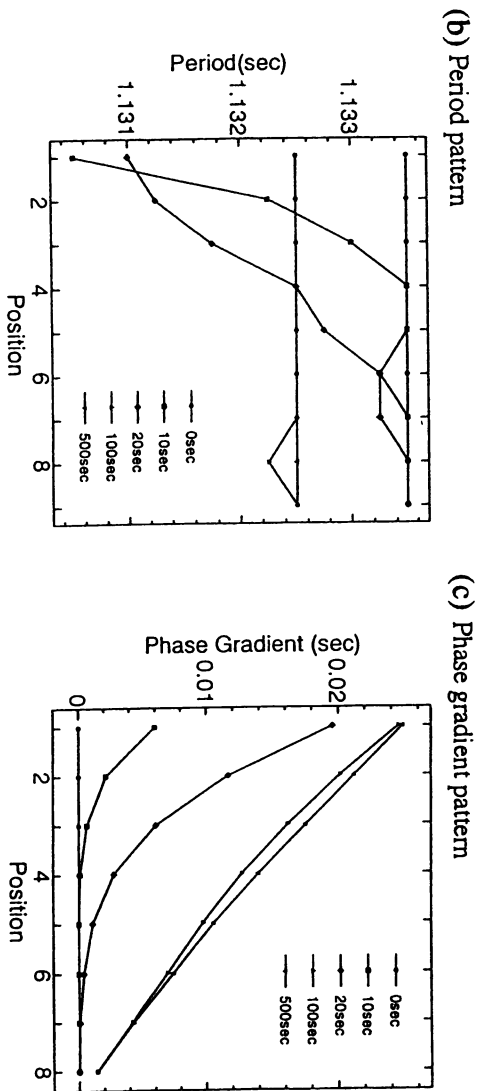 (b) Period pattern
Period(sec)
1.133
1.132
1.131
2
4
6
8
Position
0sec
10sec
20sec
100sec
500sec
(c) Phase gradient pattern
Phase Gradient (sec)
0.02
0.01
0
2
4
6
8
Position
0sec
10sec
20sec
100sec
500sec